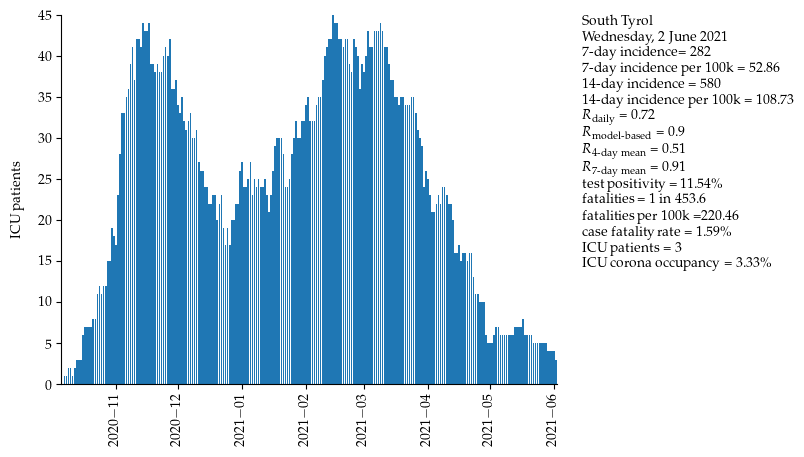 South Tyrol
Wednesday, 2 June 2021
7-day incidence= 282
7-day incidence per 100k = 52.86
14-day incidence = 580
14-day incidence per 100k = 108.73
R_daily = 0.72
R_model-based = 0.9
R_4-day mean = 0.51
R_7-day mean = 0.91
test positivity = 11.54%
fatalities = 1 in 453.6
fatalities per 100k =220.46
case fatality rate = 1.59%
ICU patients = 3
ICU corona occupancy = 3.33%
ICU patients
45
40
35
30
25
20
15
10
5
0
2020−11
2020−12
2021−01
2021−02
2021−03
2021−04
2021−05
2021−06